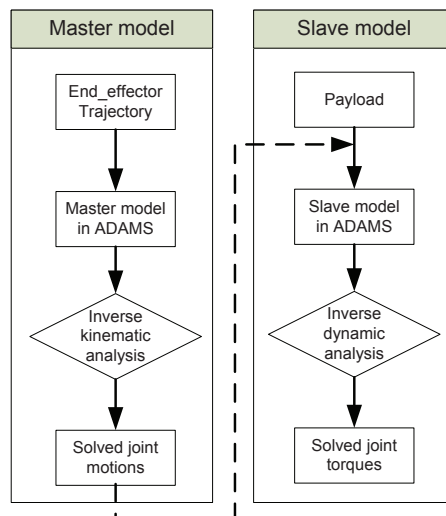 Master model
End_effector
Trajectory
Master model
in ADAMS
Inverse
kinematic
analysis
Solved joint
motions
Slave model
Payload
Slave model
in ADAMS
Inverse
dynamic
analysis
Solved joint
torques